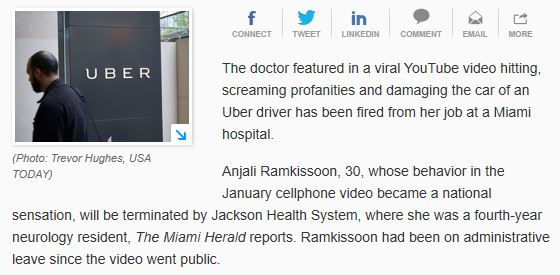 UBER
CONNECT
TWEET
LINKEDIN
COMMENT
EMAIL
MORE
(Photo: Trevor Hughes, USA
TODAY)
The doctor featured in a viral YouTube video hitting,
screaming profanities and damaging the car of an
Uber driver has been fired from her job at a Miami
hospital.
Anjali Ramkissoon, 30, whose behavior in the
January cellphone video became a national
sensation, will be terminated by Jackson Health System, where she was a fourth-year
neurology resident, The Miami Herald reports. Ramkissoon had been on administrative
leave since the video went public.